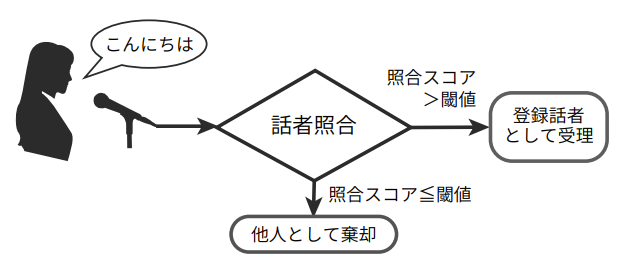 こんにちは
話者照合
照合スコア
＞閾値
登録話者
として受理
照合スコア≦閾値
他人として棄却